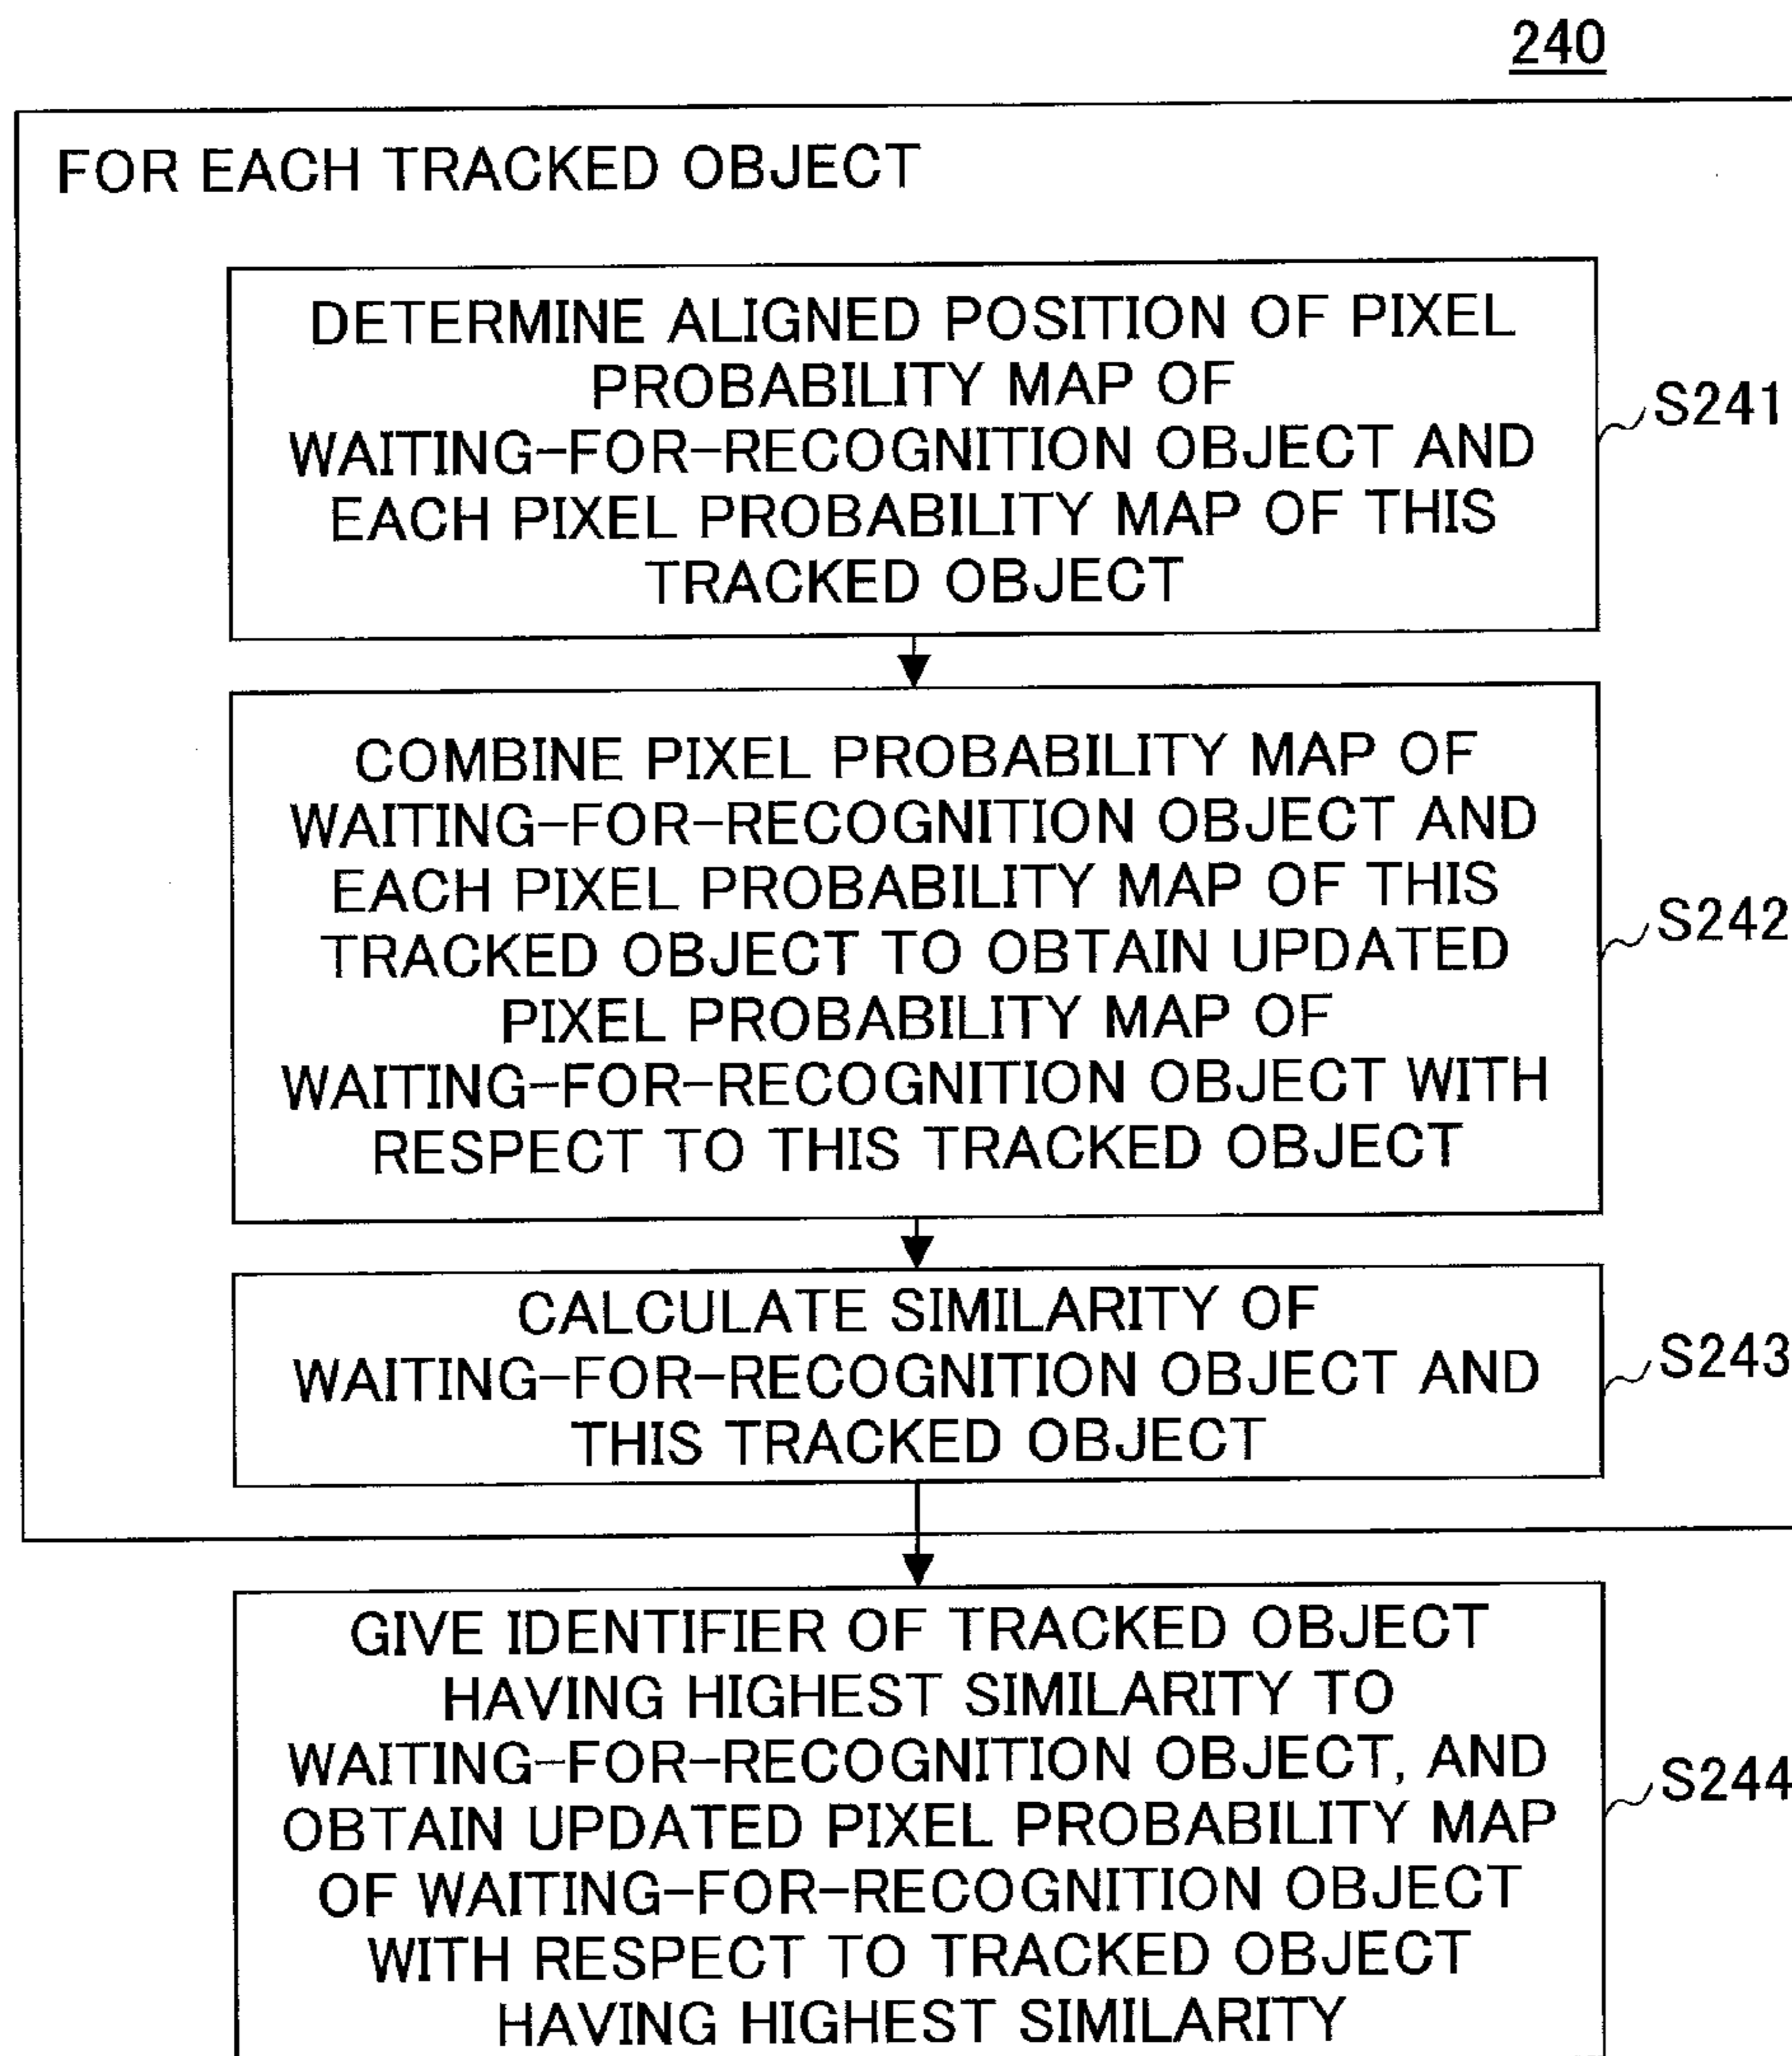 240
FOR EACH TRACKED OBJECT
DETERMINE ALIGNED POSITION OF PIXEL
PROBABILITY MAP OF
WAITING-FOR-RECOGNITION OBJECT AND
EACH PIXEL PROBABILITY MAP OF THIS
TRACKED OBJECT
S241
COMBINE PIXEL PROBABILITY MAP OF
WAITING-FOR-RECOGNITION OBJECT AND
EACH PIXEL PROBABILITY MAP OF THIS
TRACKED OBJECT TO OBTAIN UPDATED
PIXEL PROBABILITY MAP OF
WAITING-FOR-RECOGNITION OBJECT WITH
RESPECT TO THIS TRACKED OBJECT
S242
CALCULATE SIMILARITY OF
WAITING-FOR-RECOGNITION OBJECT AND
THIS TRACKED OBJECT
S243
GIVE IDENTIFIER OF TRACKED OBJECT
HAVING HIGHEST SIMILARITY TO
WAITING-FOR-RECOGNITION OBJECT, AND
OBTAIN UPDATED PIXEL PROBABILITY MAP
OF WAITING-FOR-RECOGNITION OBJECT
WITH RESPECT TO TRACKED OBJECT
HAVING HIGHEST SIMILARITY
S244